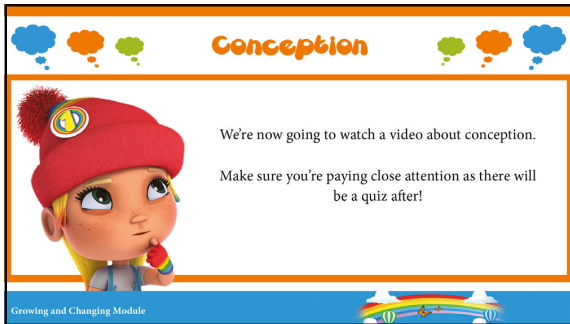 Conception
We're now going to watch a video about conception.
Make sure you're paying close attention as there will
be a quiz after!
Growing and Changing Module